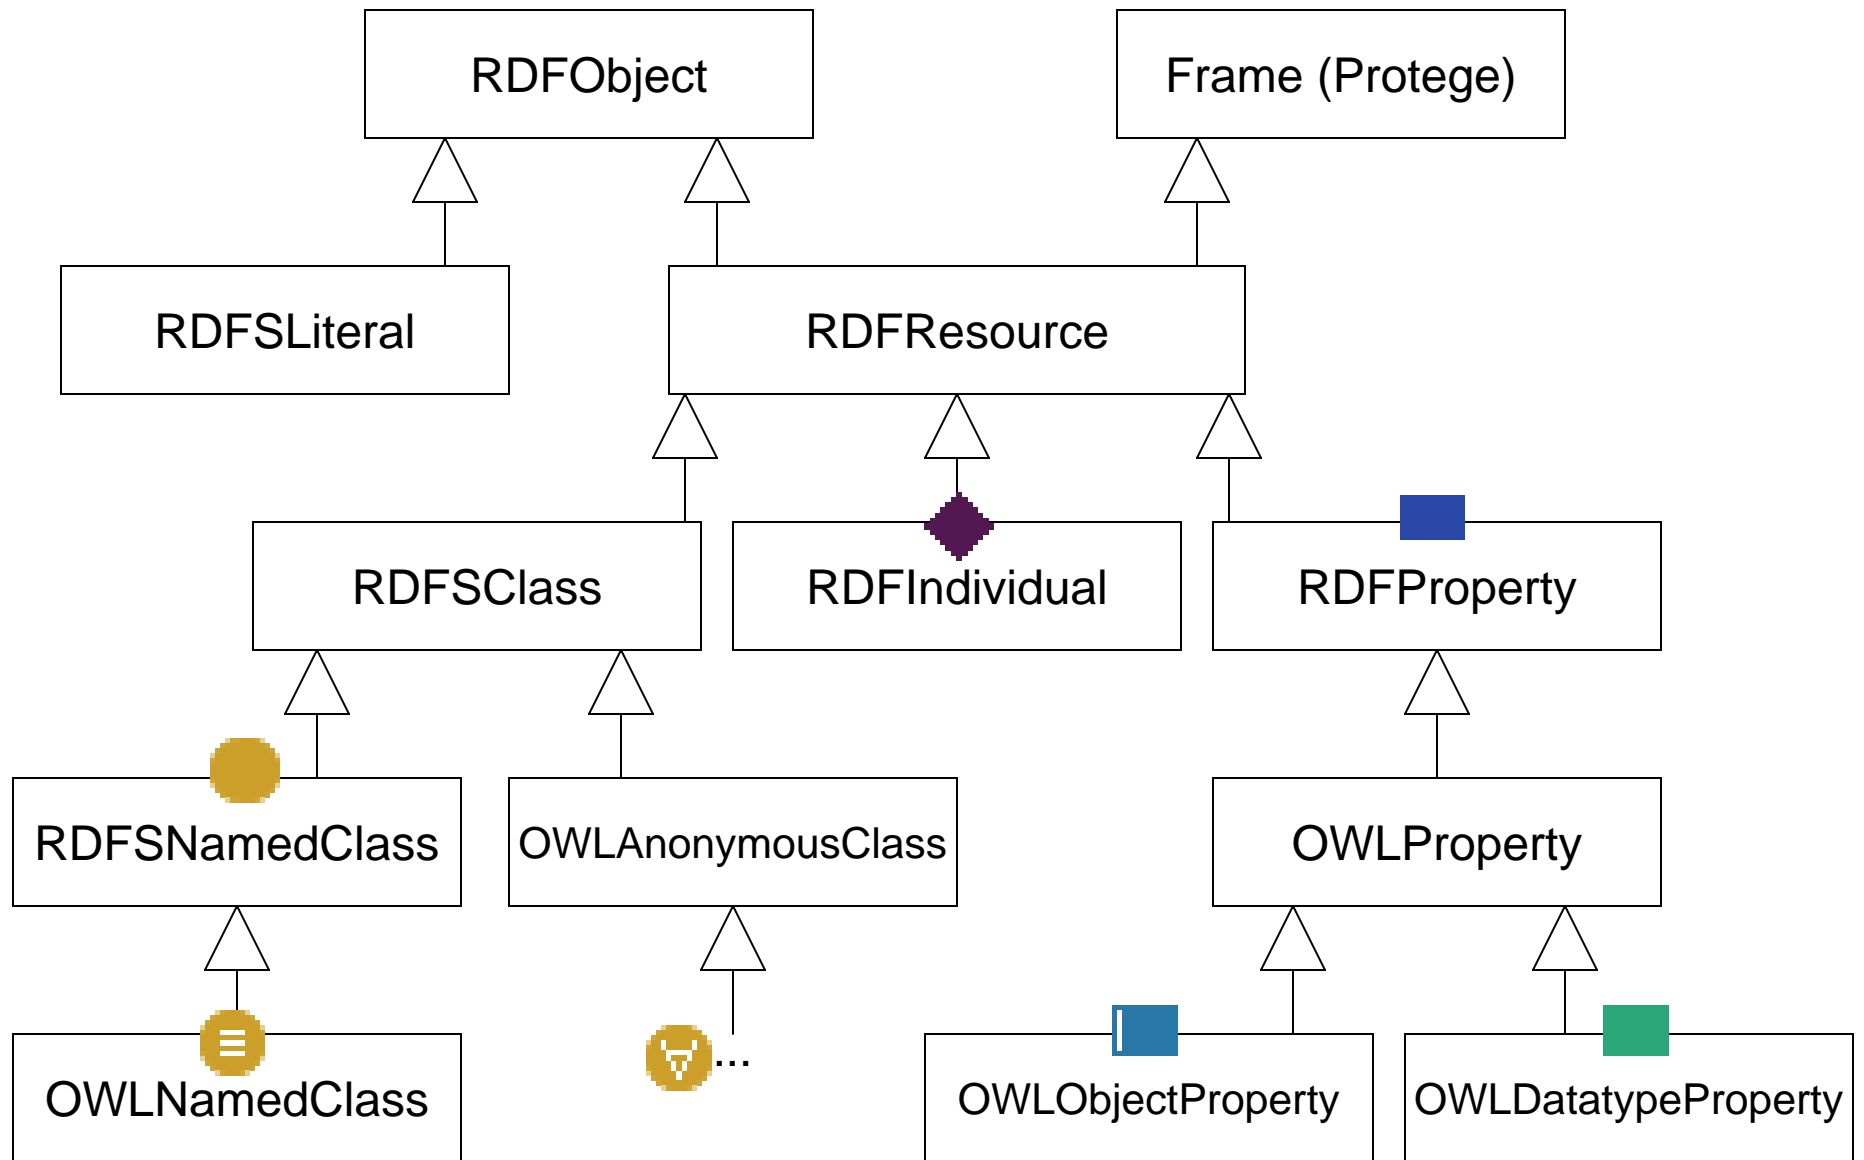 RDFObject
Frame (Protege)
RDFSLiteral
RDFResource
RDFSClass
RDFIndividual
RDFProperty
RDFSNamedClass
OWLAnonymousClass
OWLProperty
...
OWLNamedClass
OWLObjectProperty
OWLDatatypeProperty